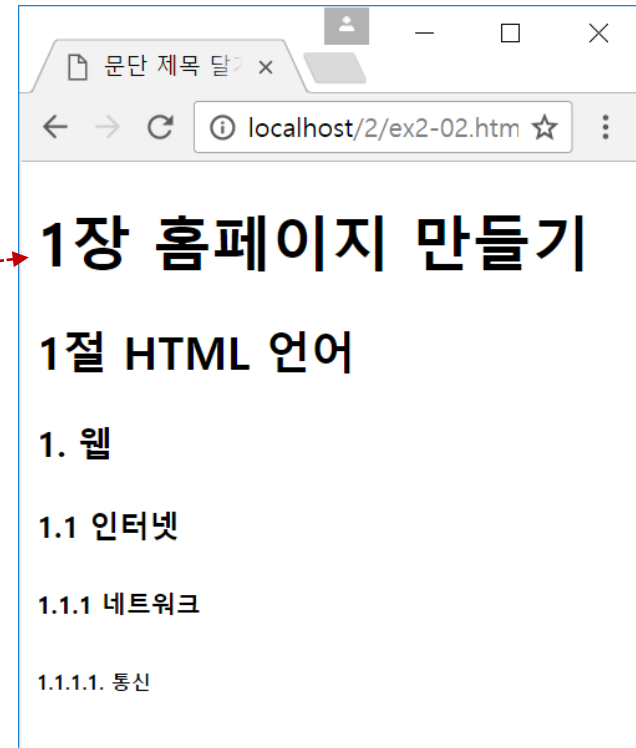 문단 제목 달기
localhost/2/ex2-02.htm
1장 홈페이지 만들기
1절 HTML 언어
1. 웹
1.1 인터넷
1.1.1 네트워크
1.1.1.1. 통신